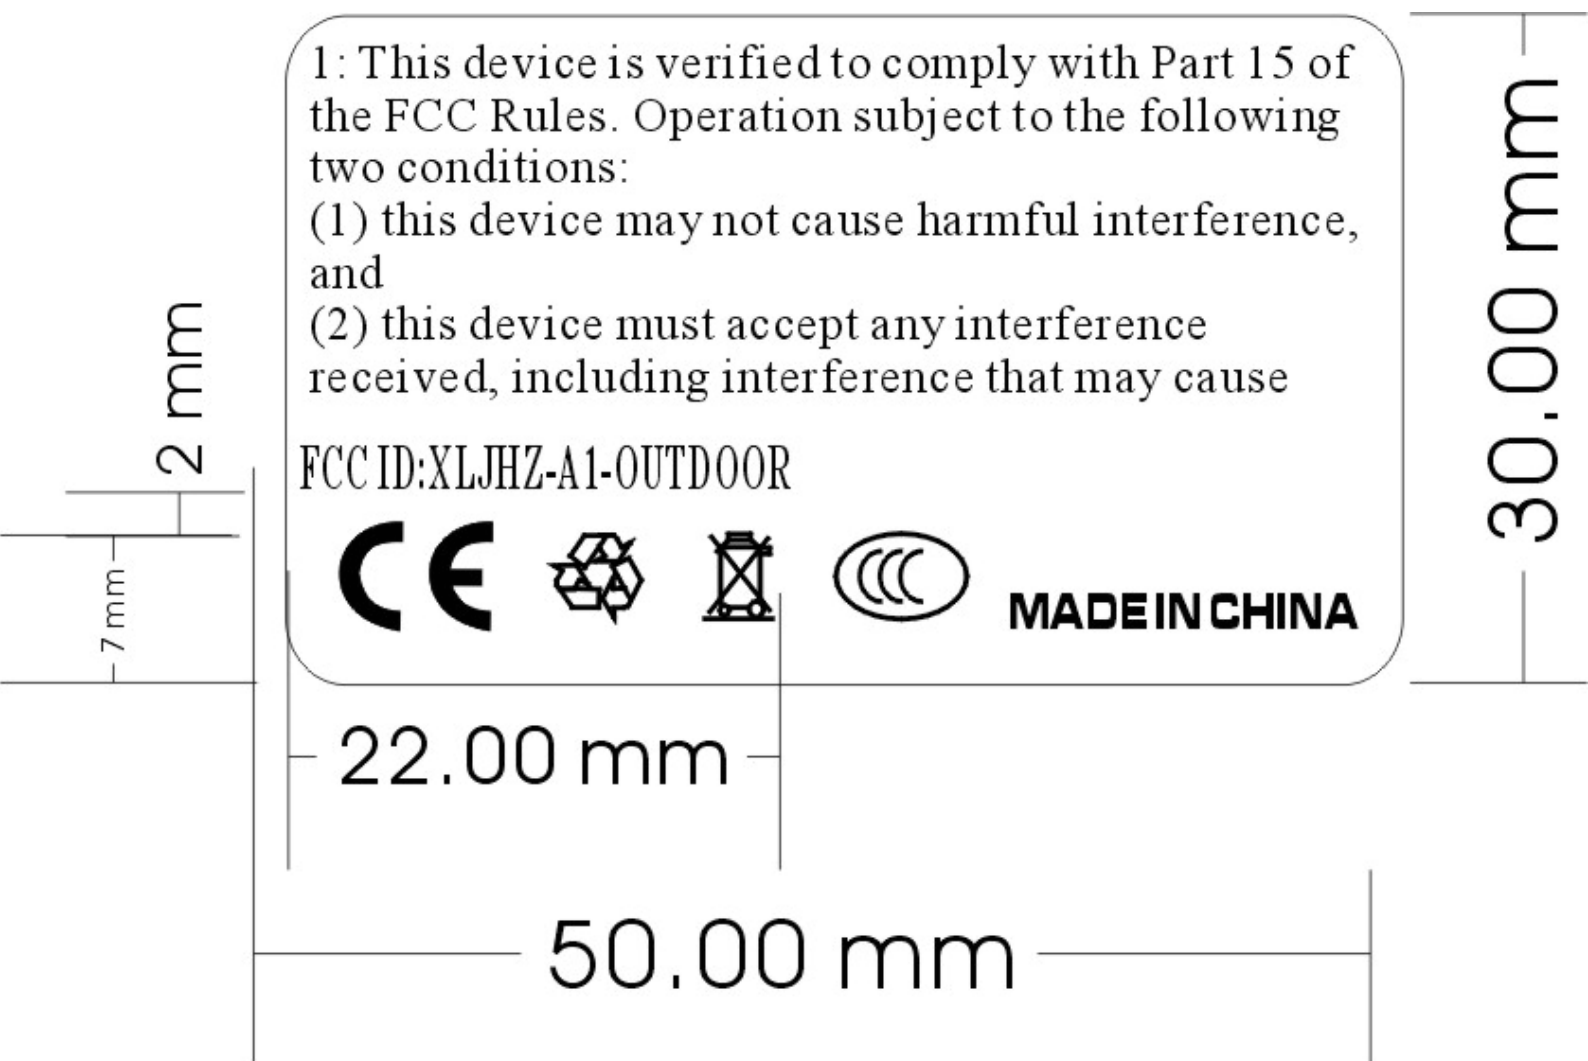 1: This device is verified to comply with Part 15 of
the FCC Rules. Operation subject to the following
two conditions:
(1) this device may not cause harmful interference,
and
(2) this device must accept any interference
received, including interference that may cause
FCC ID:XLJHZ-A1-OUTDOOR
CE
CCC
MADE IN CHINA
2 mm
7 mm
22.00 mm
50.00 mm
30.00 mm